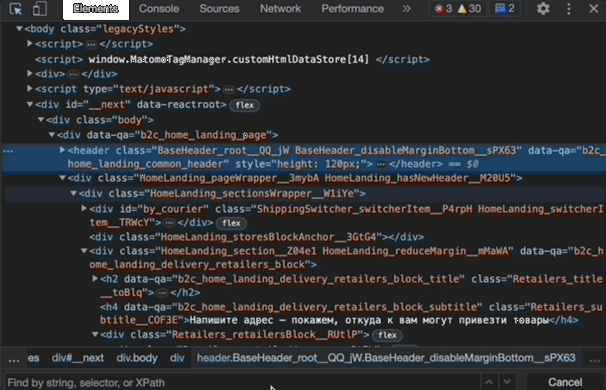 Elements Console Sources Network Performance » 3 30 2
<body class="legacyStyles">
<script> ⋯ </script>
<script> window.MatomoTagManager.customHtmlDataStore[14] </script>
<div> ⋯ </div>
<script type="text/javascript"> ⋯ </script>
<div id="__next" data-reactroot> flex
<div class="body">
<div data-qa="b2c_home_landing_page">
⋯ <header class="BaseHeader_root__QQ_jW BaseHeader_disableMarginBottom__sPX63" data-qa="b2c_
home_landing_common_header" style="height: 120px;"> ⋯ </header> == $0
<div class="HomeLanding_pageWrapper__3mybA HomeLanding_hasNewHeader__M20U5">
<div class="HomeLanding_sectionsWrapper__W1iYe">
<div id="by_courier" class="ShippingSwitcher_switcherItem__P4rpH HomeLanding_switcherI
tem__TRWcY"> ⋯ </div> flex
<div class="HomeLanding_storesBlockAnchor__3GtG4"></div>
<div class="HomeLanding_section__Z04e1 HomeLanding_reduceMargin__mMaWA" data-qa="b2c_h
ome_landing_delivery_retailers_block">
<h2 data-qa="b2c_home_landing_delivery_retailers_block_title" class="Retailers_title
__toBlq"> ⋯ </h2>
<h4 data-qa="b2c_home_landing_delivery_retailers_block_subtitle" class="Retailers_su
btitle__COF3E">Напишите адрес — покажем, откуда к вам могут привезти товары</h4>
<div class="Retailers_retailersBlock__RUtlP"> flex
⋯ es div#__next div.body div header.BaseHeader_root__QQ_jW.BaseHeader_disableMarginBottom__sPX63 ⋯
Find by string, selector, or XPath Cancel